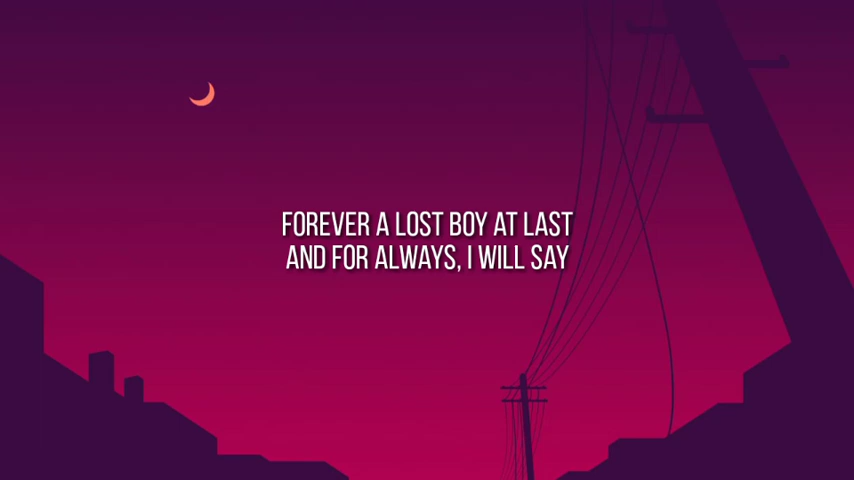 FOREVER A LOST BOY AT LAST
AND FOR ALWAYS, I WILL SAY